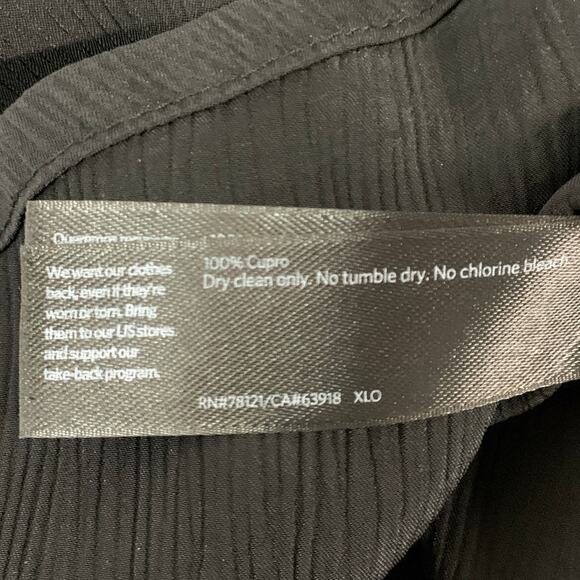 We want our clothes
back, even if they're
worn or torn. Bring
them to our US stores
and support our
take-back program.
100% Cupro
Dry clean only. No tumble dry. No chlorine bleach
RN#78121/CA#63918 XLO